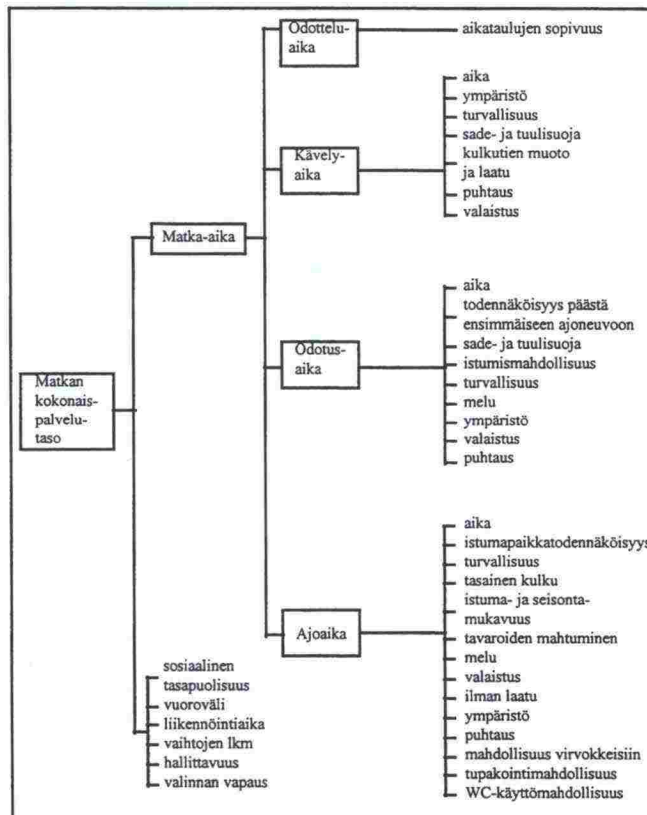 Odottelu-
aika
aikataulujen sopivuus
Kävely-
aika
aika
ympäristö
turvallisuus
sade- ja tuulisuoja
kulkutien muoto
ja laatu
puhtaus
valaistus
Matka-aika
Odotus-
aika
aika
todennäköisyys päästä
ensimmäiseen ajoneuvoon
sade- ja tuulisuoja
istumismahdollisuus
turvallisuus
melu
ympäristö
valaistus
puhtaus
Matkan
kokonais-
palvelu-
taso
Ajoaika
aika
istumapaikkatodennäköisyys
turvallisuus
tasainen kulku
istuma- ja seisonta-
mukavuus
tavaroiden mahtuminen
melu
valaistus
ilman laatu
ympäristö
puhtaus
mahdollisuus virvokkeisiin
tupakointimahdollisuus
WC-käyttömahdollisuus
sosiaalinen
tasapuolisuus
vuoroväli
liikennöintiaika
vaihtojen lkm
hallittavuus
valinnan vapaus